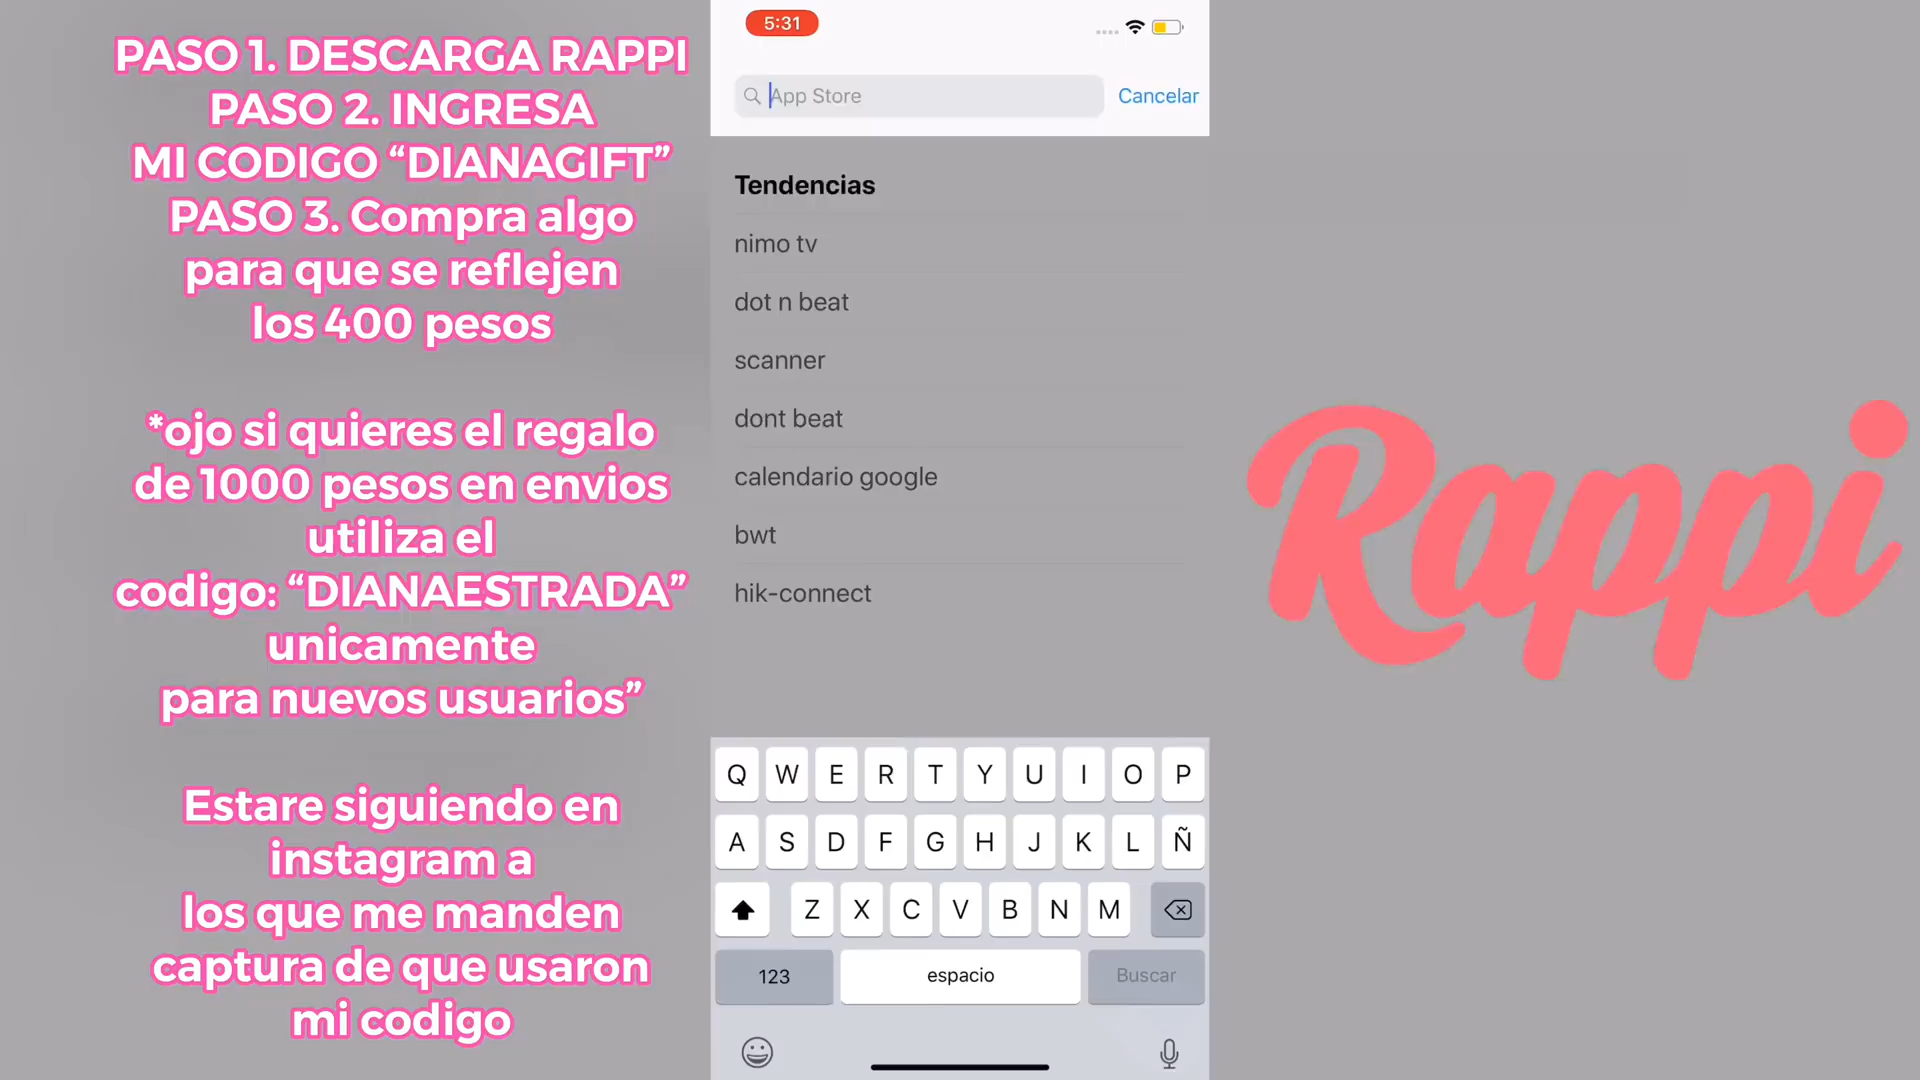 PASO 1. DESCARGA RAPPI
PASO 2. INGRESA
MI CODIGO “DIANAGIFT”
PASO 3. Compra algo
para que se reflejen
los 400 pesos
*ojo si quieres el regalo
de 1000 pesos en envios
utiliza el
codigo: “DIANAESTRADA”
unicamente
para nuevos usuarios”
Estare siguiendo en
instagram a
los que me manden
captura de que usaron
mi codigo
5:31
App Store
Cancelar
Tendencias
nimo tv
dot n beat
scanner
dont beat
calendario google
bwt
hik-connect
Q W E R T Y U I O P
A S D F G H J K L Ñ
Z X C V B N M
123 espacio Buscar
Rappi